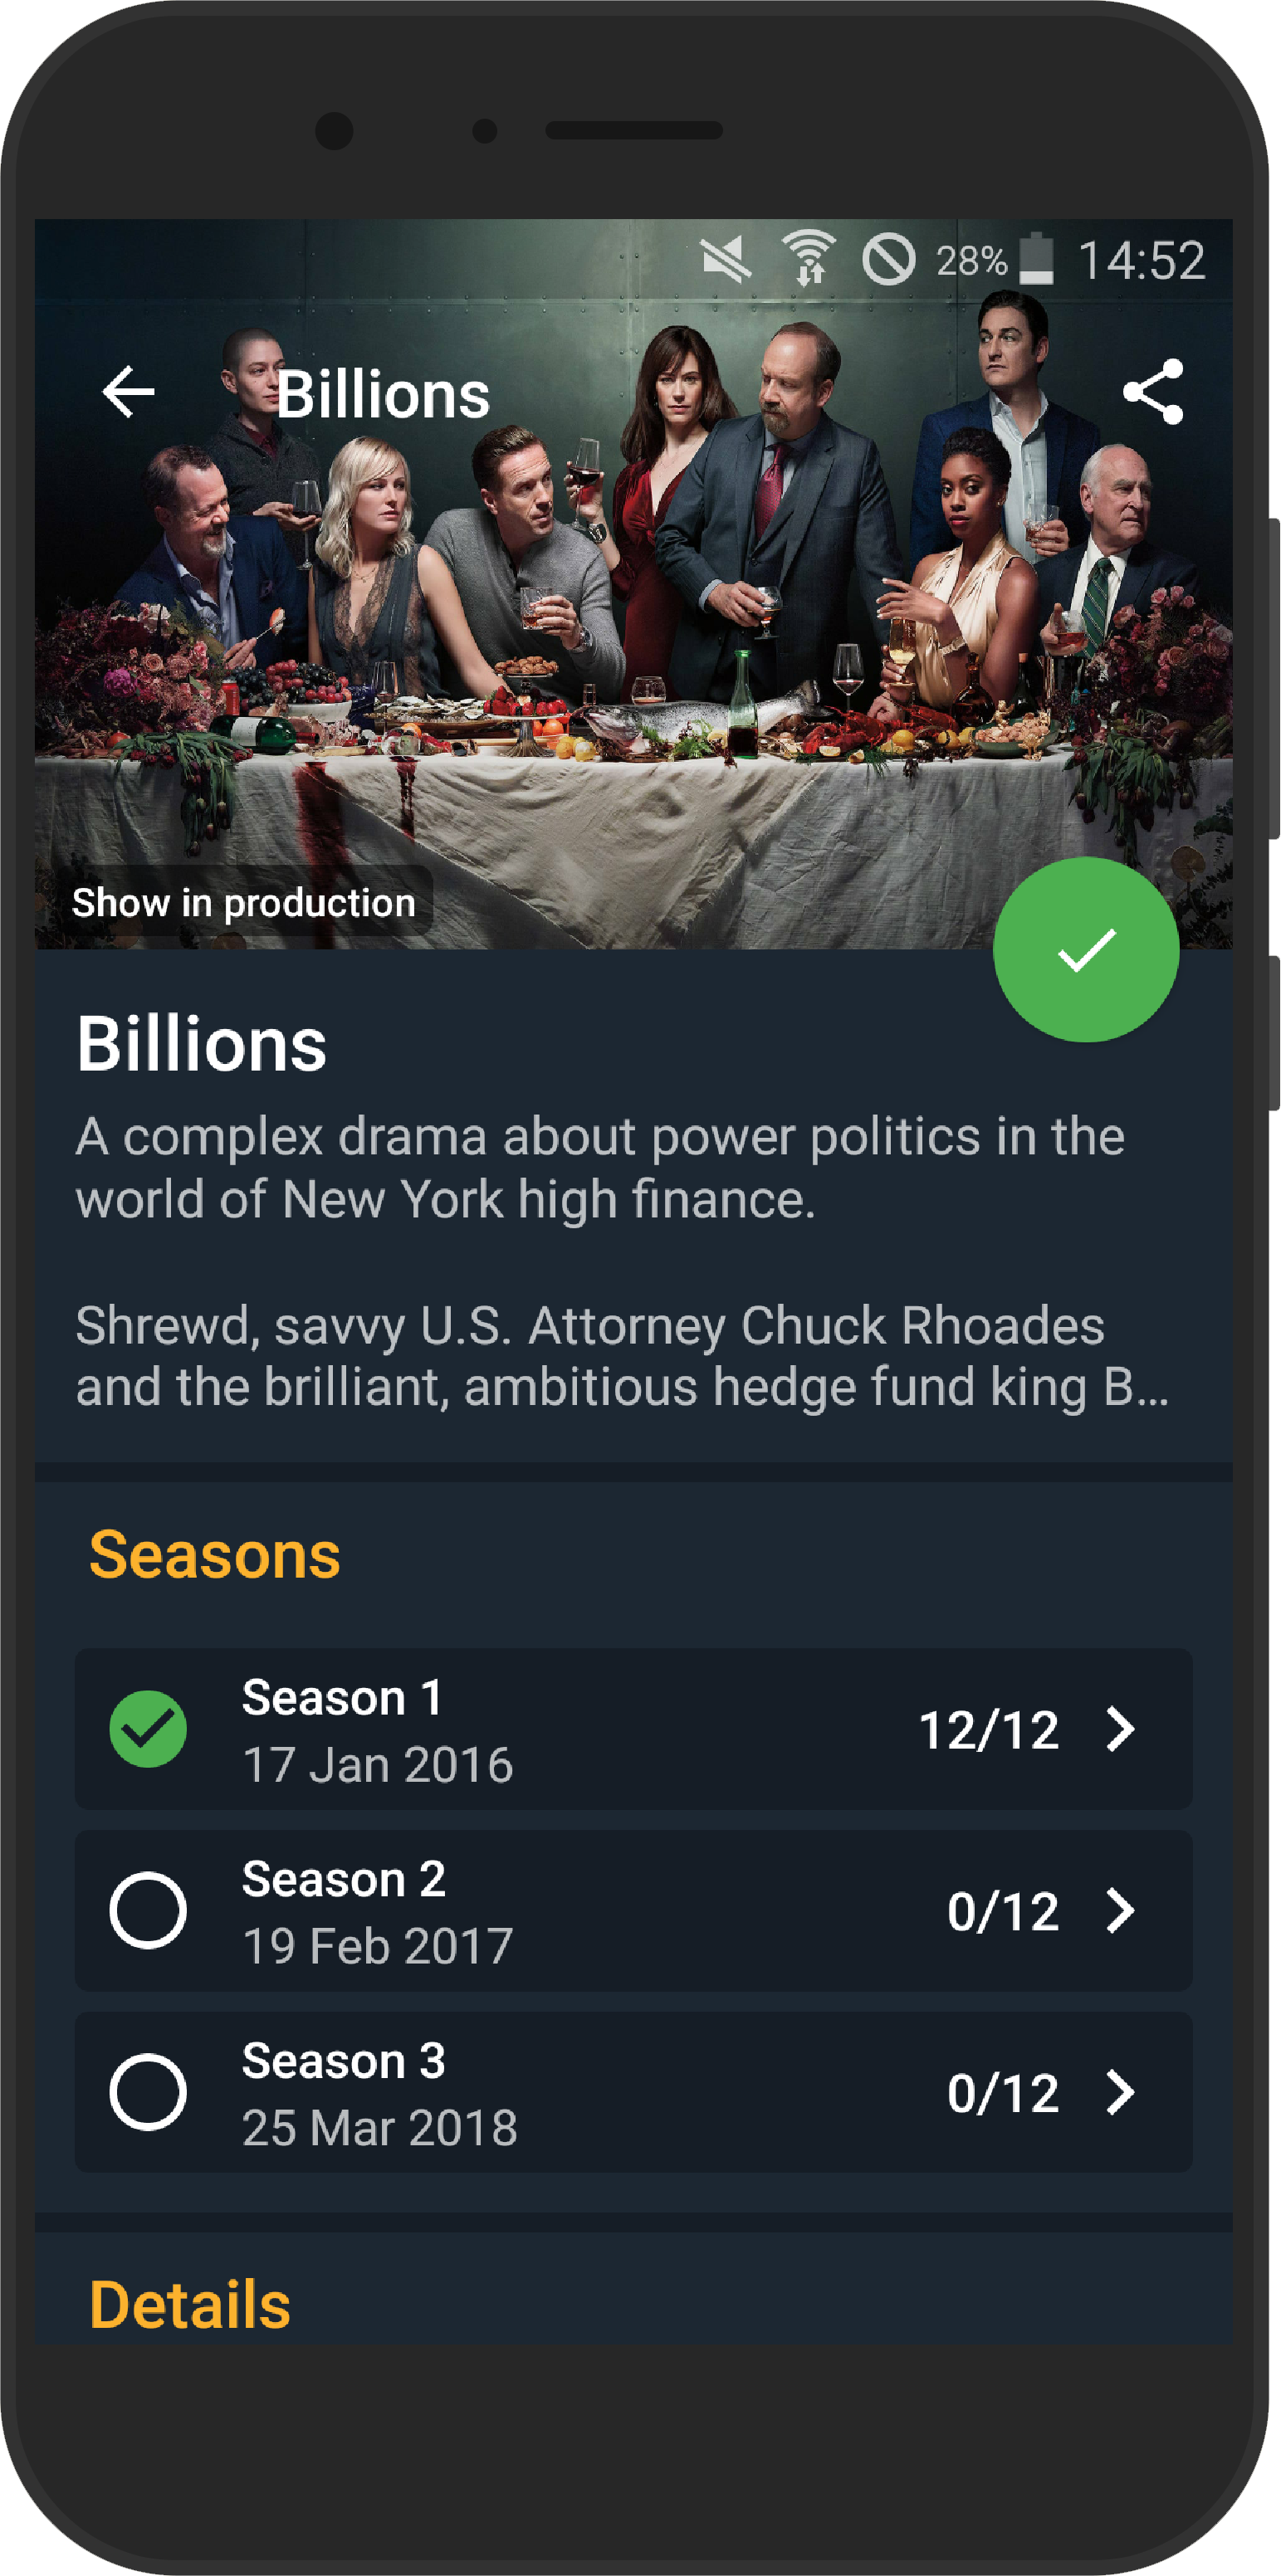 28% 14:52
Billions
Show in production
Billions
A complex drama about power politics in the
world of New York high finance.
Shrewd, savvy U.S. Attorney Chuck Rhoades
and the brilliant, ambitious hedge fund king B...
Seasons
Season 1
17 Jan 2016
12/12
Season 2
19 Feb 2017
0/12
Season 3
25 Mar 2018
0/12
Details